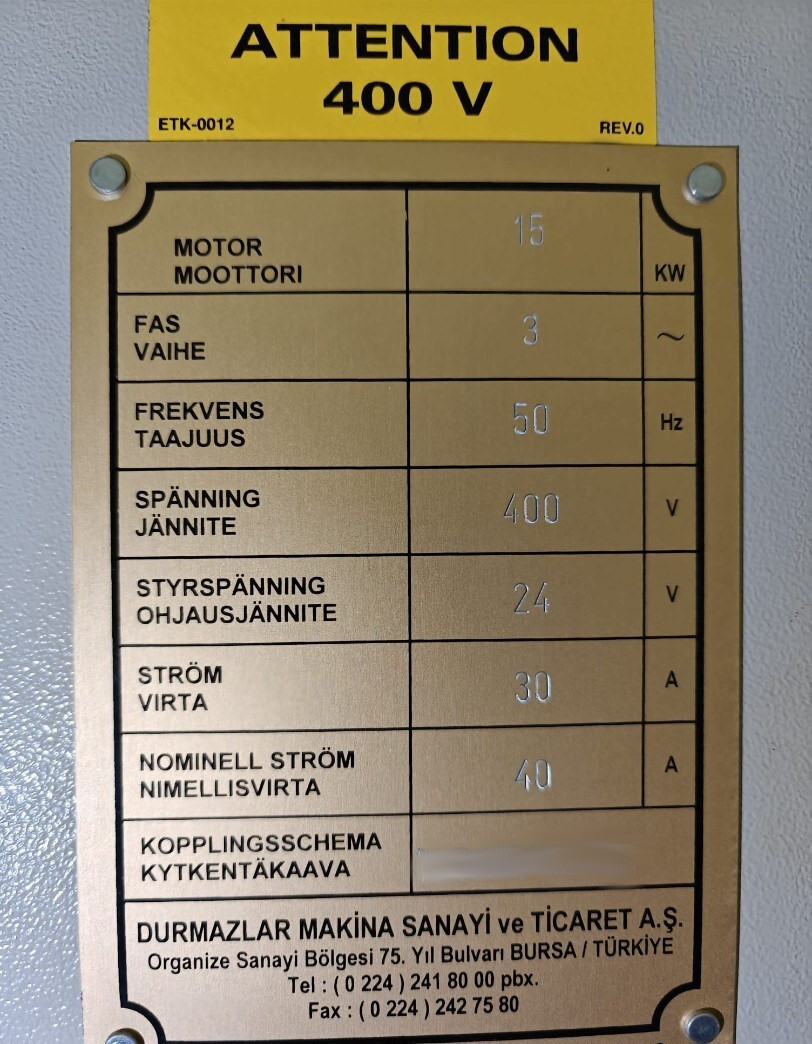 ATTENTION
400 V
ETK-0012 REV.0
MOTOR
MOOTTORI 15 KW
FAS
VAIHE 3 ~
FREKVENS
TAAJUUS 50 Hz
SPÄNNING
JÄNNITE 400 V
STYRSPÄNNING
OHJAUSJÄNNITE 24 V
STRÖM
VIRTA 30 A
NOMINELL STRÖM
NIMELLISVIRTA 40 A
KOPPLINGSSCHEMA
KYTKENTÄKAAVA
DURMAZLAR MAKİNA SANAYİ ve TİCARET A.Ş.
Organize Sanayi Bölgesi 75. Yıl Bulvarı BURSA / TÜRKİYE
Tel : ( 0 224 ) 241 80 00 pbx.
Fax : ( 0 224 ) 242 75 80